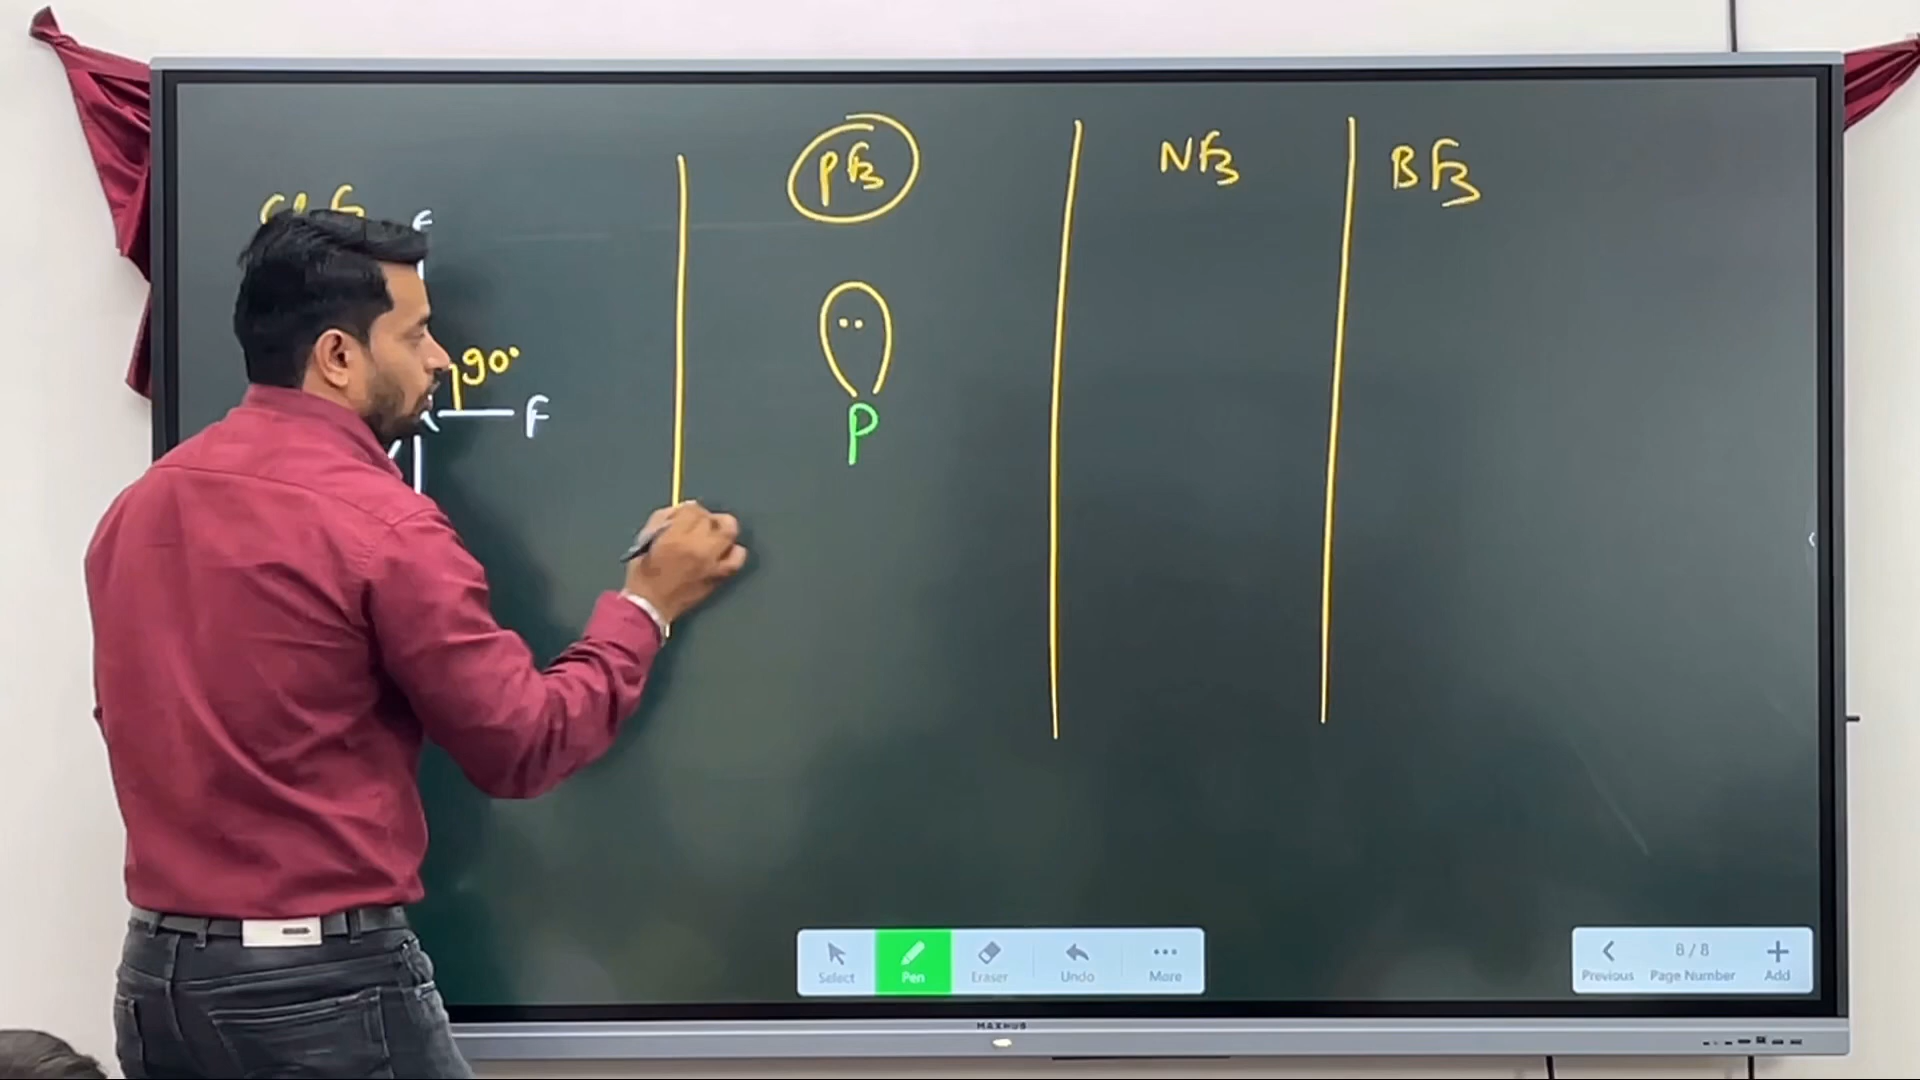 PF3
NF3
BF3
F
90°
F
P
Select
Pen
Eraser
Undo
More
Previous
8/8
Page Number
Add
MAXHUB